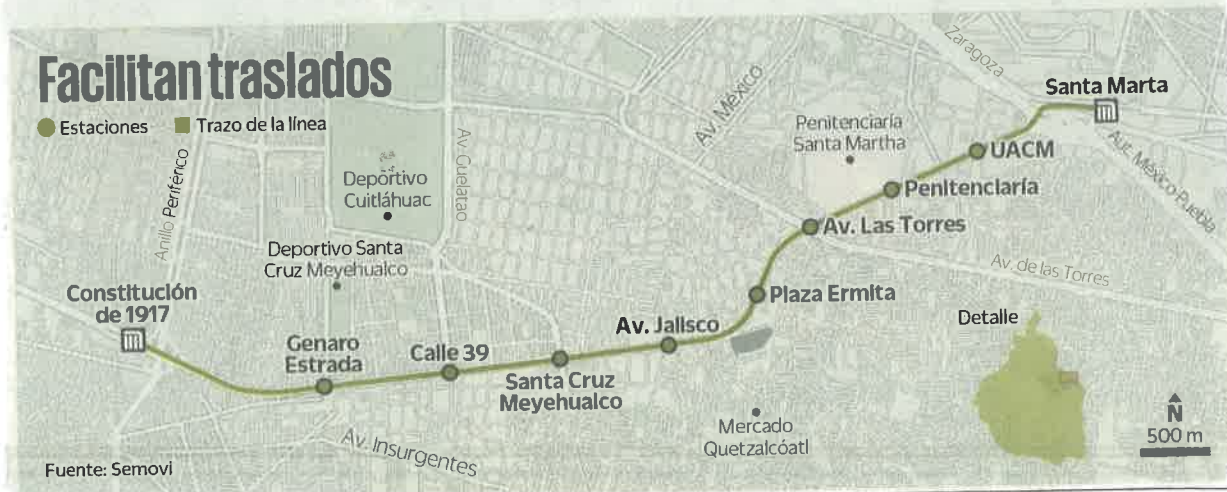 Facilitan traslados
Estaciones
Trazo de la línea
Anillo Periférico
Deportivo
Cuitláhuac
Av. Guelatao
Deportivo Santa
Cruz Meyehualco
Av. México
Zaragoza
Santa Marta
Penitenciaría
Santa Martha
UACM
Aut. México-Puebla
Penitenciaría
Av. Las Torres
Av. de las Torres
Constitución
de 1917
Plaza Ermita
Genaro
Estrada
Calle 39
Av. Jalisco
Santa Cruz
Meyehualco
Mercado
Quetzalcóatl
Av. Insurgentes
Detalle
N
500 m
Fuente: Semovi